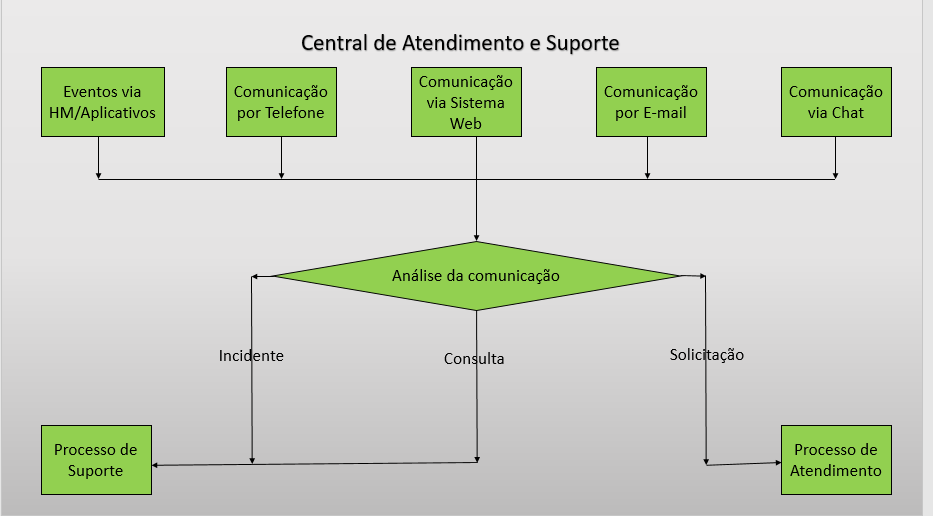 Central de Atendimento e Suporte
Eventos via
HM/Aplicativos
Comunicação
por Telefone
Comunicação
via Sistema
Web
Comunicação
por E-mail
Comunicação
via Chat
Análise da comunicação
Incidente
Consulta
Solicitação
Processo de
Suporte
Processo de
Atendimento